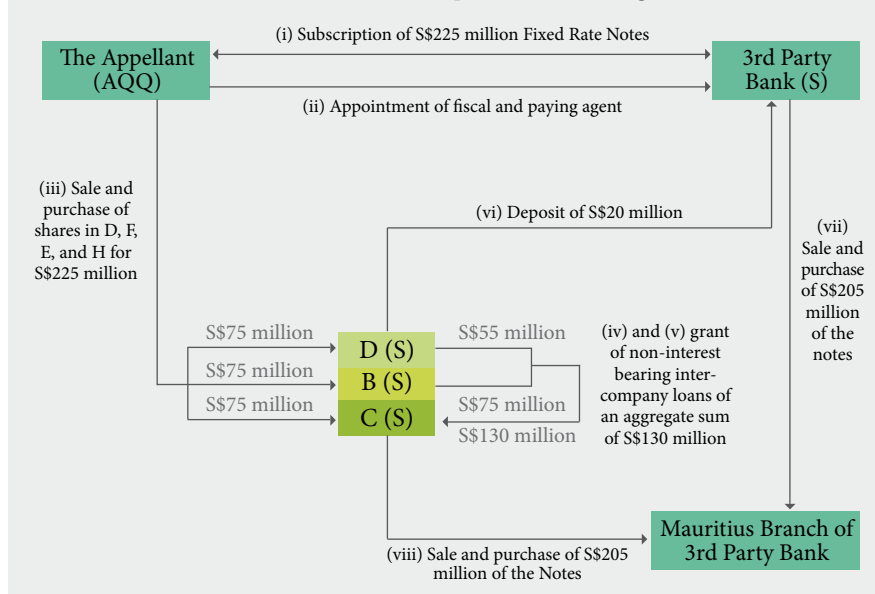 (i) Subscription of S$225 million Fixed Rate Notes
The Appellant
(AQQ)
3rd Party
Bank (S)
(ii) Appointment of fiscal and paying agent
(iii) Sale and
purchase of
shares in D, F,
E, and H for
S$225 million
(vi) Deposit of S$20 million
(vii)
Sale and
purchase
of S$205
million
of the
notes
S$75 million
S$75 million
S$75 million
D (S)
B (S)
C (S)
S$55 million
S$75 million
S$130 million
(iv) and (v) grant
of non-interest
bearing inter-
company loans of
an aggregate sum
of S$130 million
Mauritius Branch of
3rd Party Bank
(viii) Sale and purchase of S$205
million of the Notes